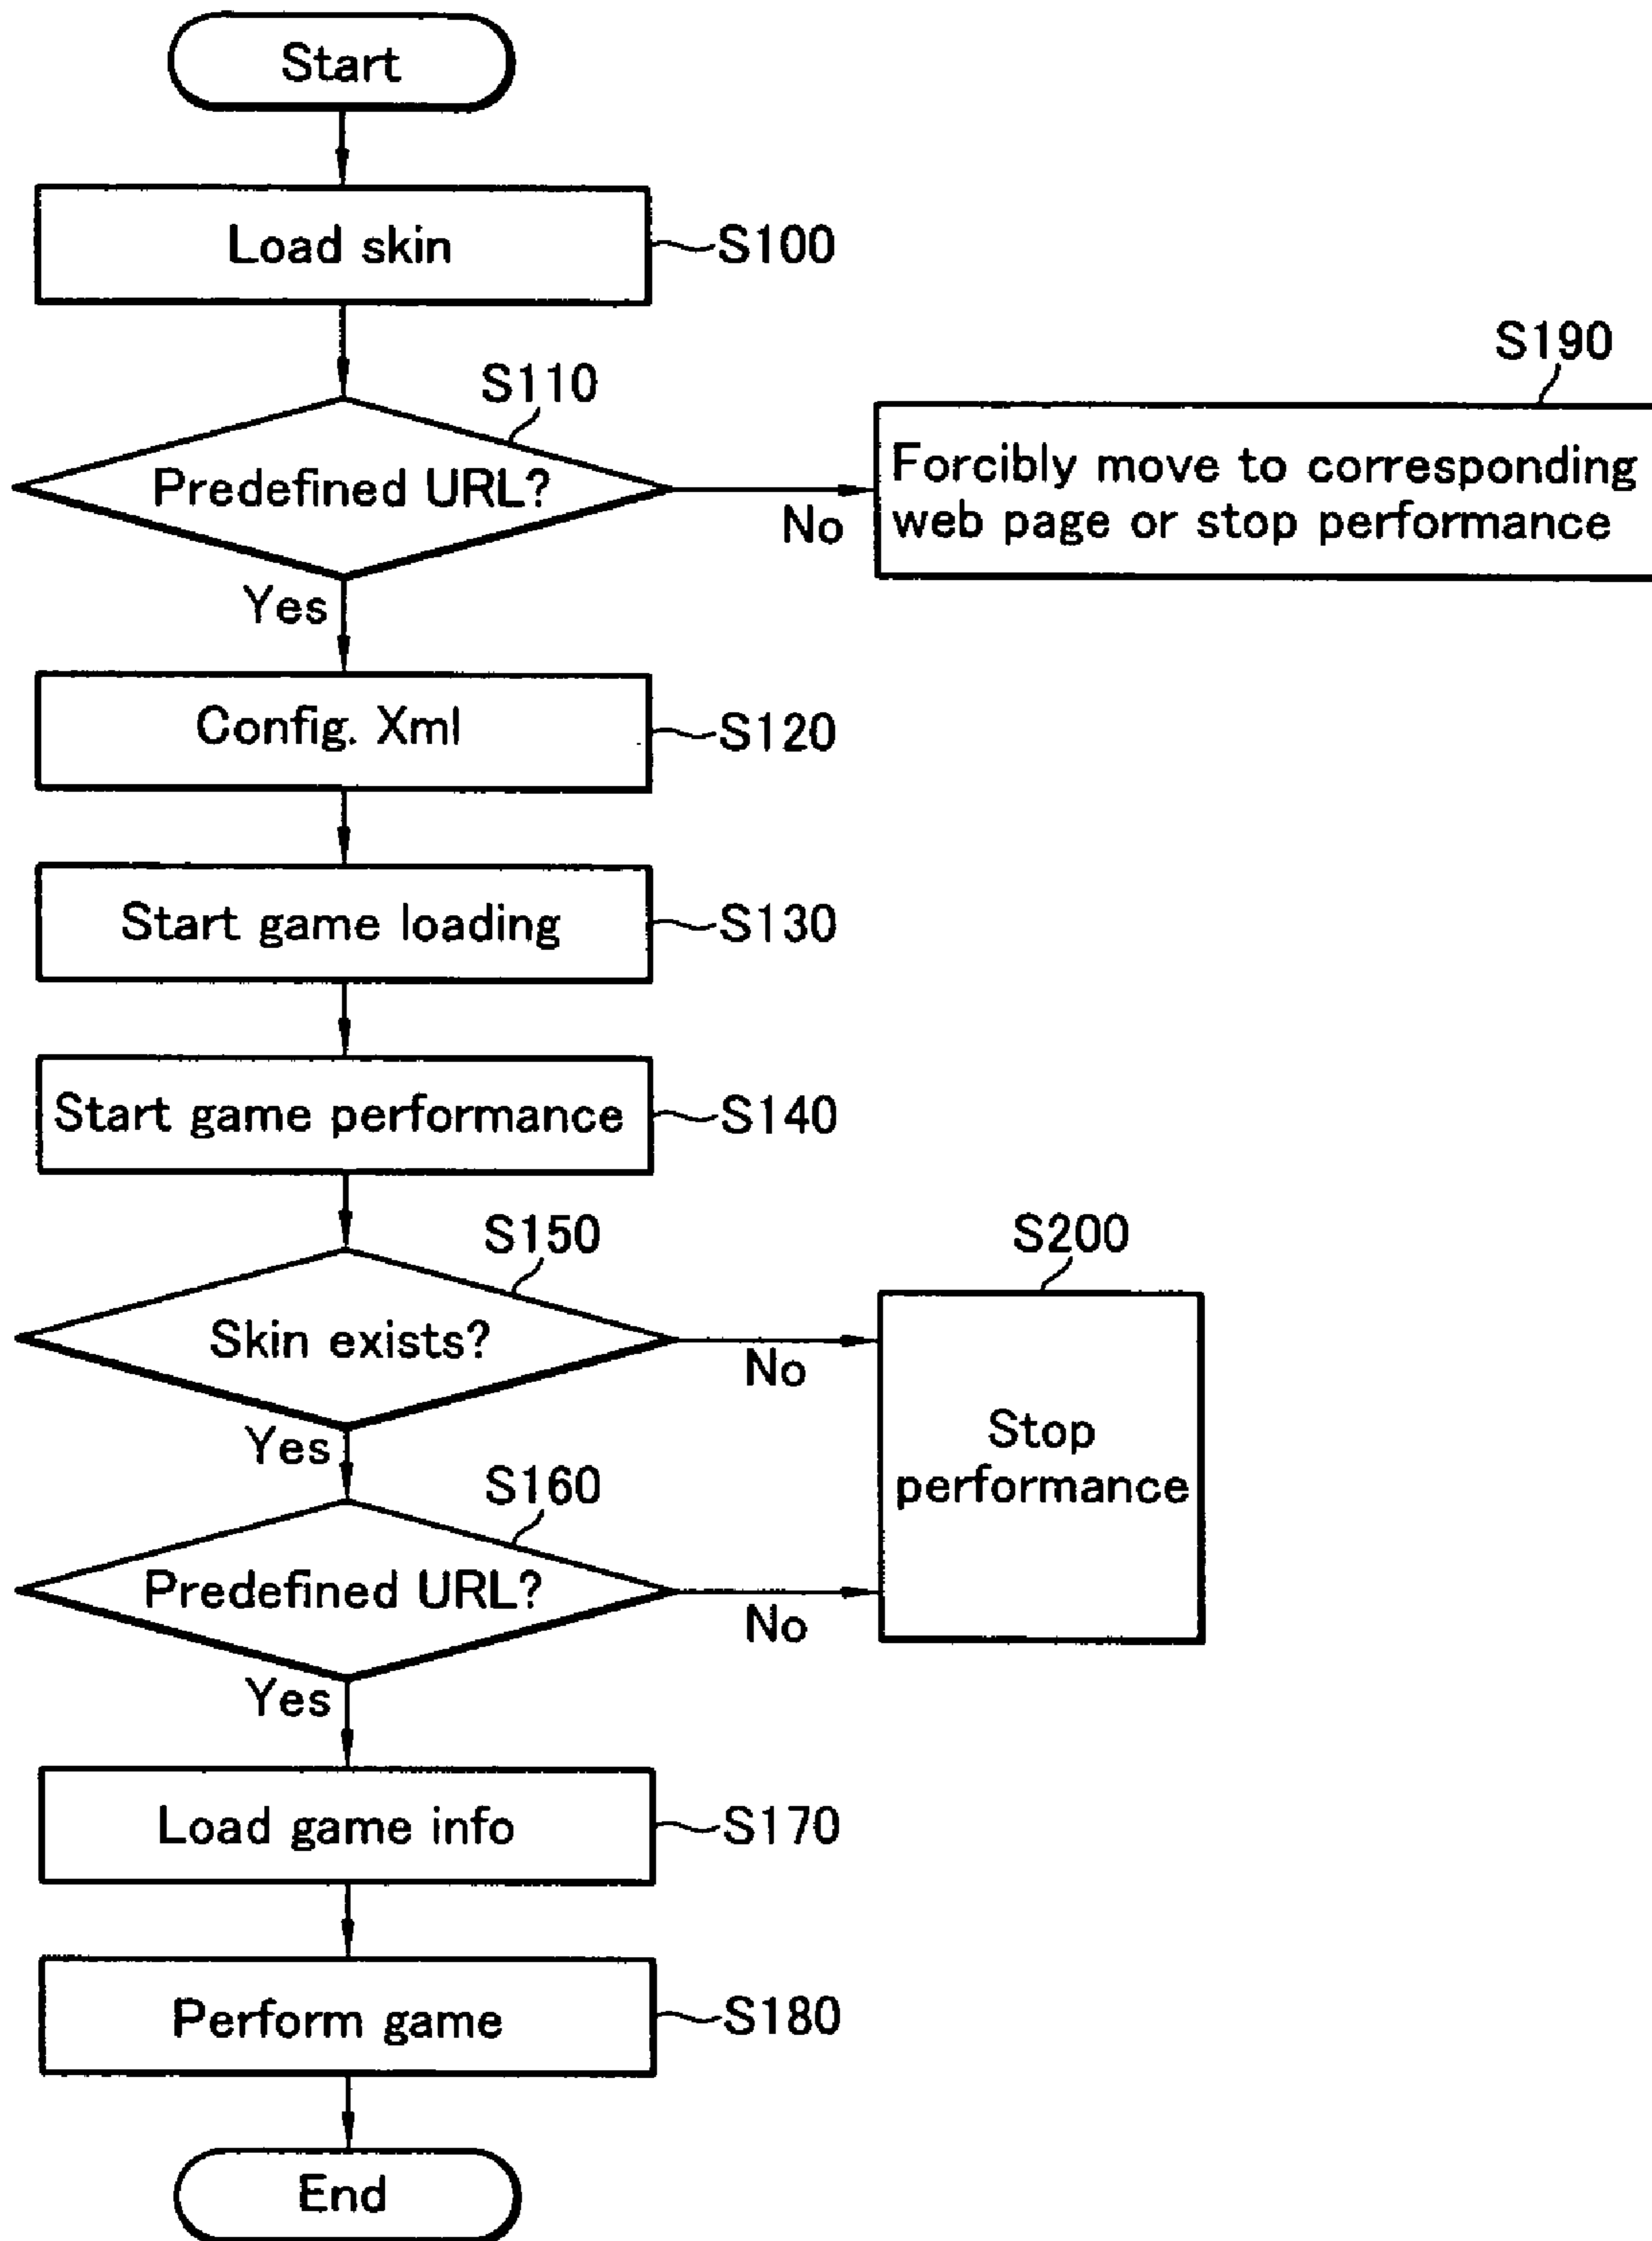 Start
Load skin
S100
S110
Predefined URL?
Yes
No
S190
Forcibly move to corresponding
web page or stop performance
Config. Xml
S120
Start game loading
S130
Start game performance
S140
S150
Skin exists?
Yes
No
S200
Stop
performance
S160
Predefined URL?
Yes
No
Load game info
S170
Perform game
S180
End